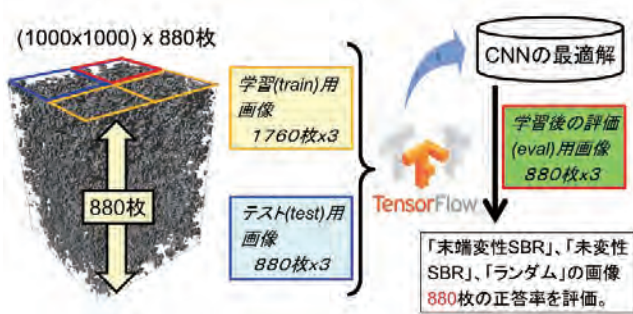 (1000x1000) x 880枚
880枚
学習(train)用
画像
1760枚x3
テスト(test)用
画像
880枚x3
TensorFlow
CNNの最適解
学習後の評価
(eval)用画像
880枚x3
「末端変性SBR」、「未変性
SBR」、「ランダム」の画像
880枚の正答率を評価。